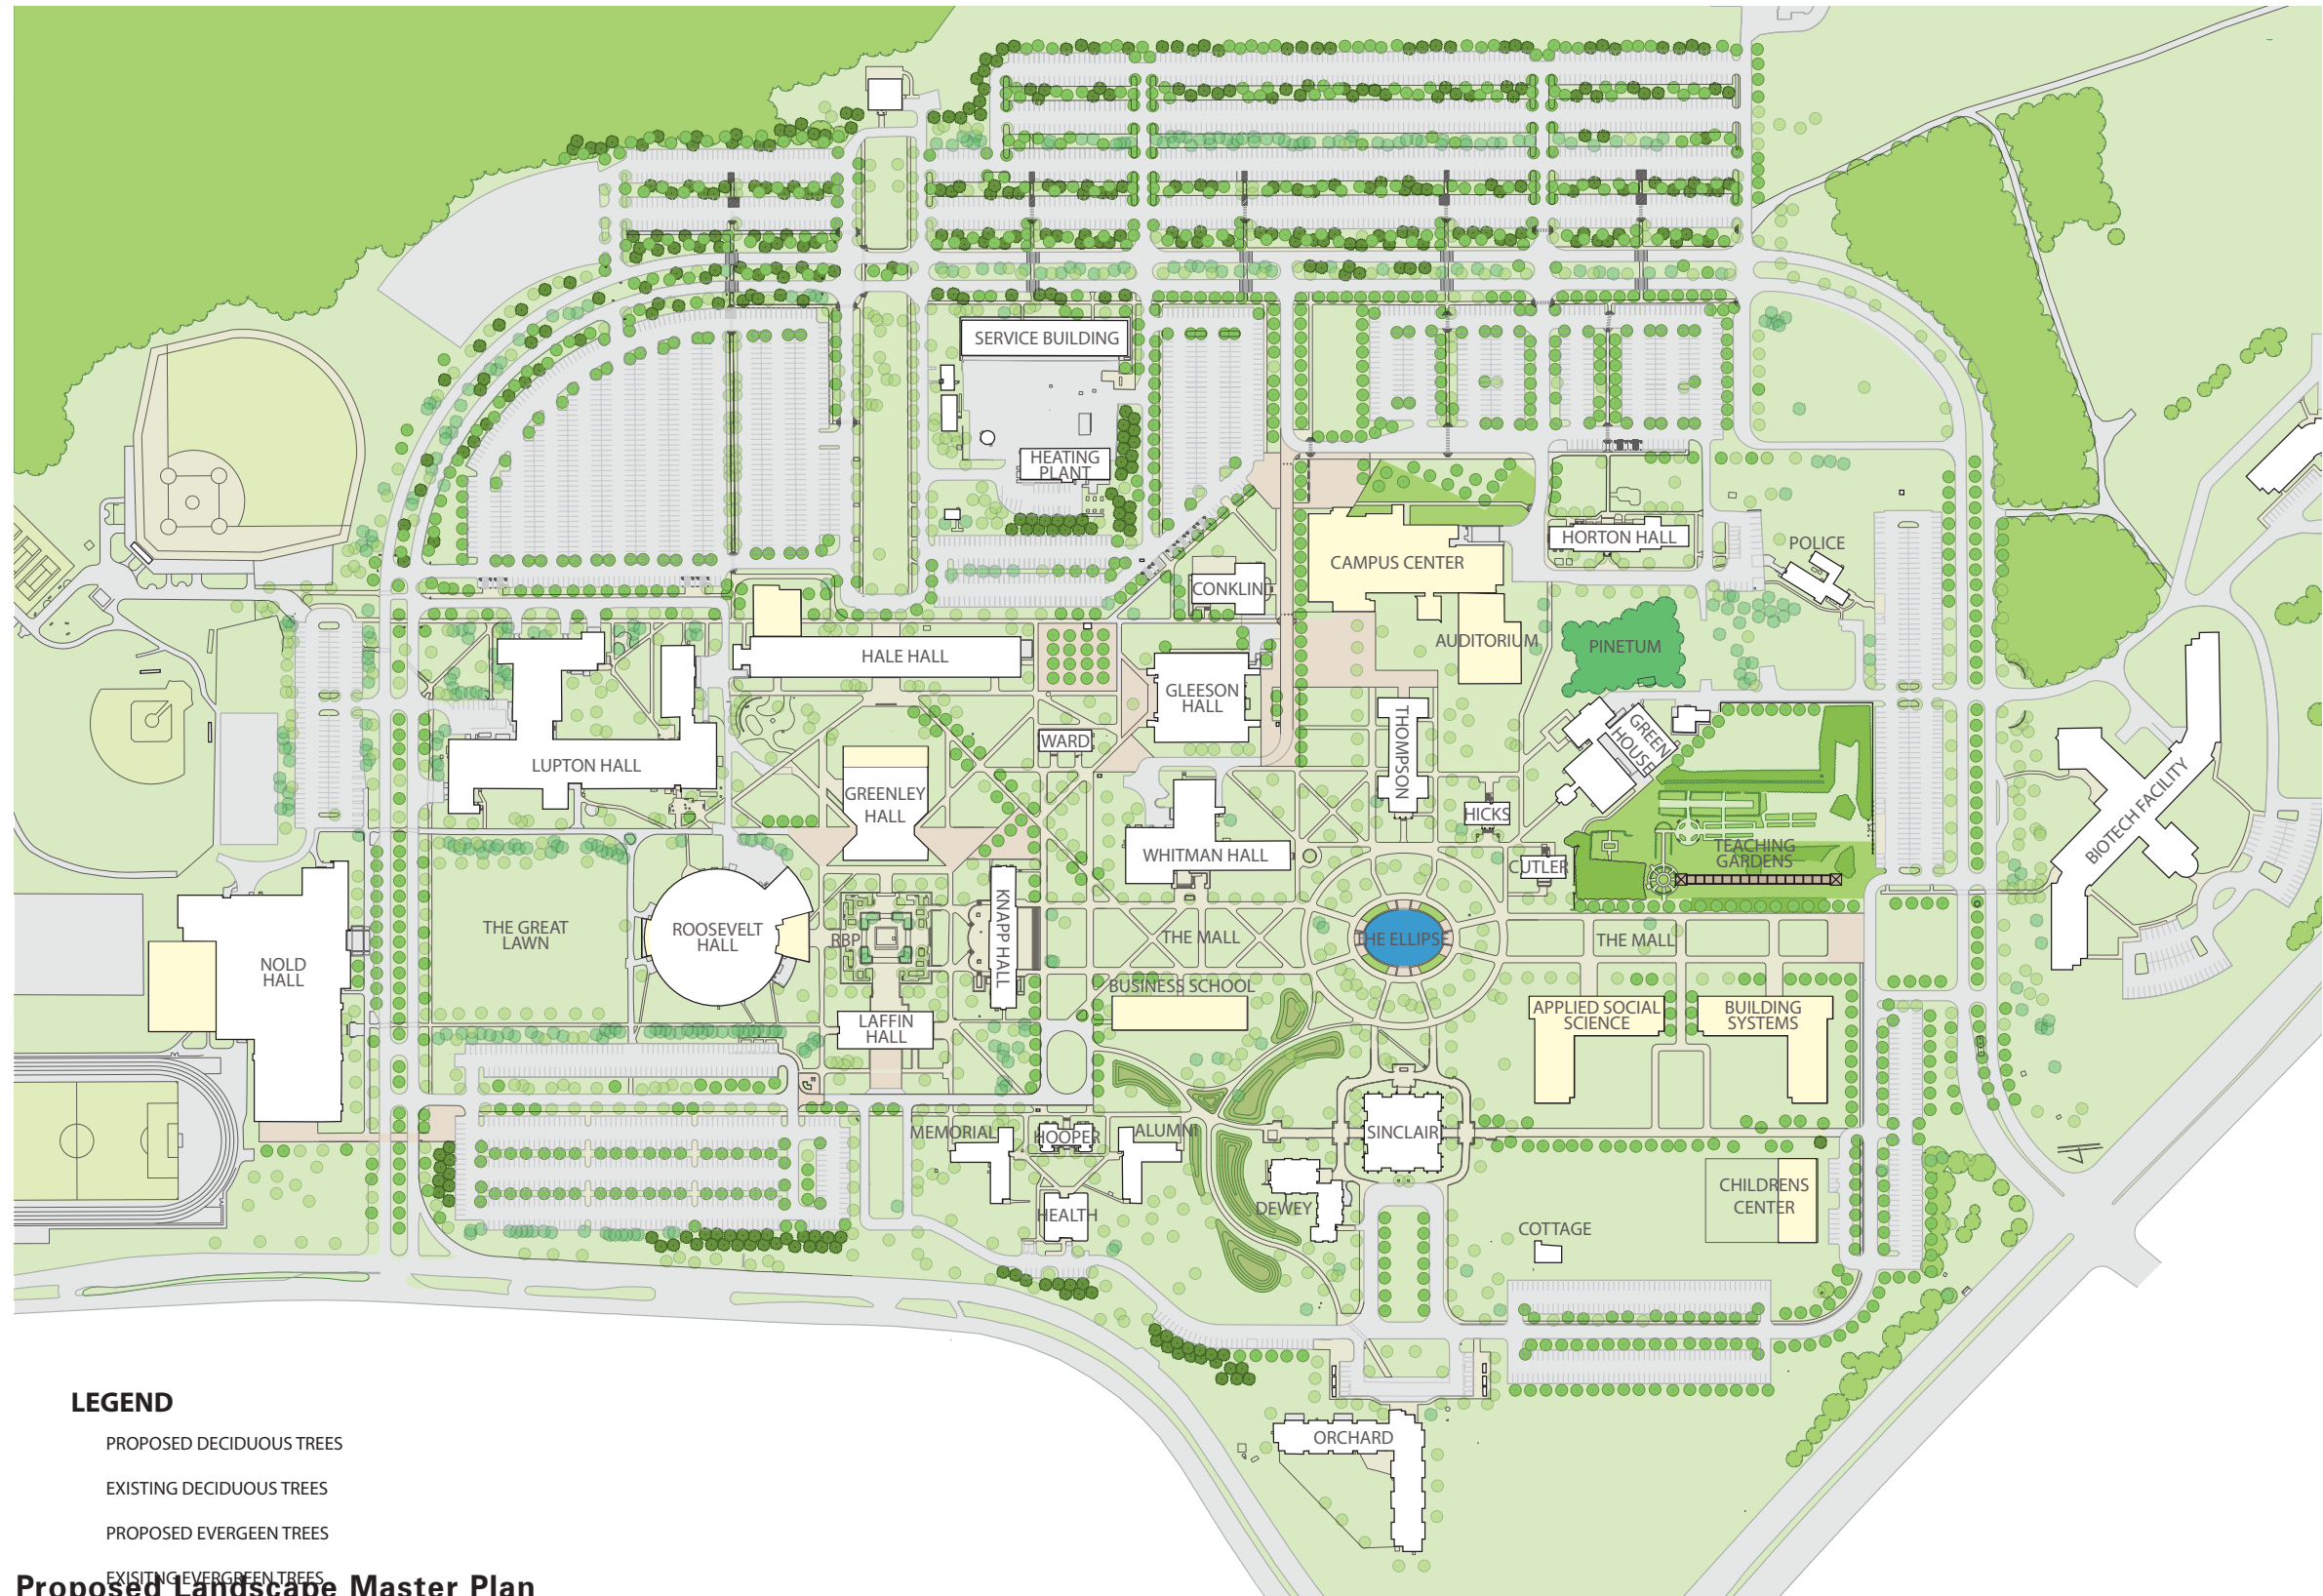 SERVICE BUILDING
HEATING
PLANT
HORTON HALL
POLICE
CAMPUS CENTER
CONKLIN
AUDITORIUM
PINETUM
HALE HALL
GLEESON
HALL
THOMPSON
GREEN
HOUSE
WARD
LUPTON HALL
GREENLEY
HALL
HICKS
BIOTECH FACILITY
WHITMAN HALL
TEACHING
GARDENS
CUTLER
KNAPP HALL
THE GREAT
LAWN
ROOSEVELT
HALL
RBP
THE MALL
THE ELLIPSE
THE MALL
NOLD
HALL
BUSINESS SCHOOL
APPLIED SOCIAL
SCIENCE
BUILDING
SYSTEMS
LAFFIN
HALL
MEMORIAL
HOOPER
ALUMNI
SINCLAIR
CHILDRENS
CENTER
DEWEY
HEALTH
COTTAGE
ORCHARD
LEGEND
PROPOSED DECIDUOUS TREES
EXISTING DECIDUOUS TREES
PROPOSED EVERGEEN TREES
EXISITNG EVERGREEN TREES
Proposed Landscape Master Plan